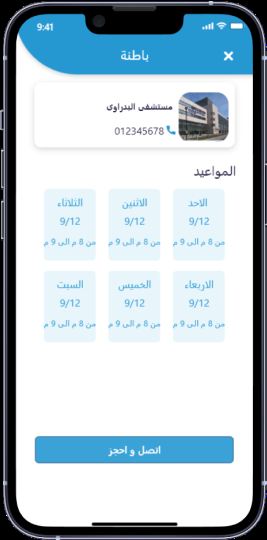 9:41
باطنة
مستشفى البتراوى
012345678
المواعيد
الاحد
9/12
من 8 م الى 9 م
الاثنين
9/12
من 8 م الى 9 م
الثلاثاء
9/12
من 8 م الى 9 م
الاربعاء
9/12
من 8 م الى 9 م
الخميس
9/12
من 8 م الى 9 م
السبت
9/12
من 8 م الى 9 م
اتصل و احجز